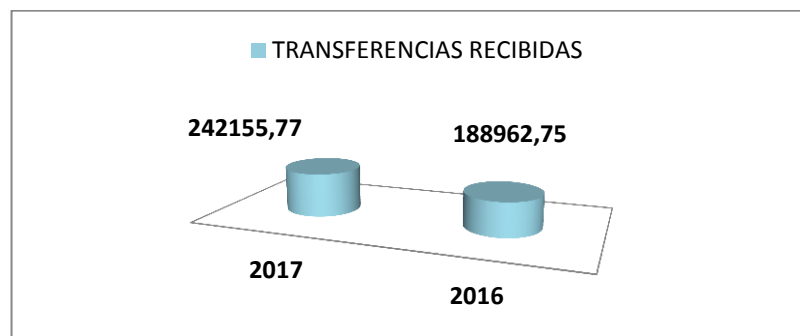 TRANSFERENCIAS RECIBIDAS
242155,77
188962,75
2017
2016